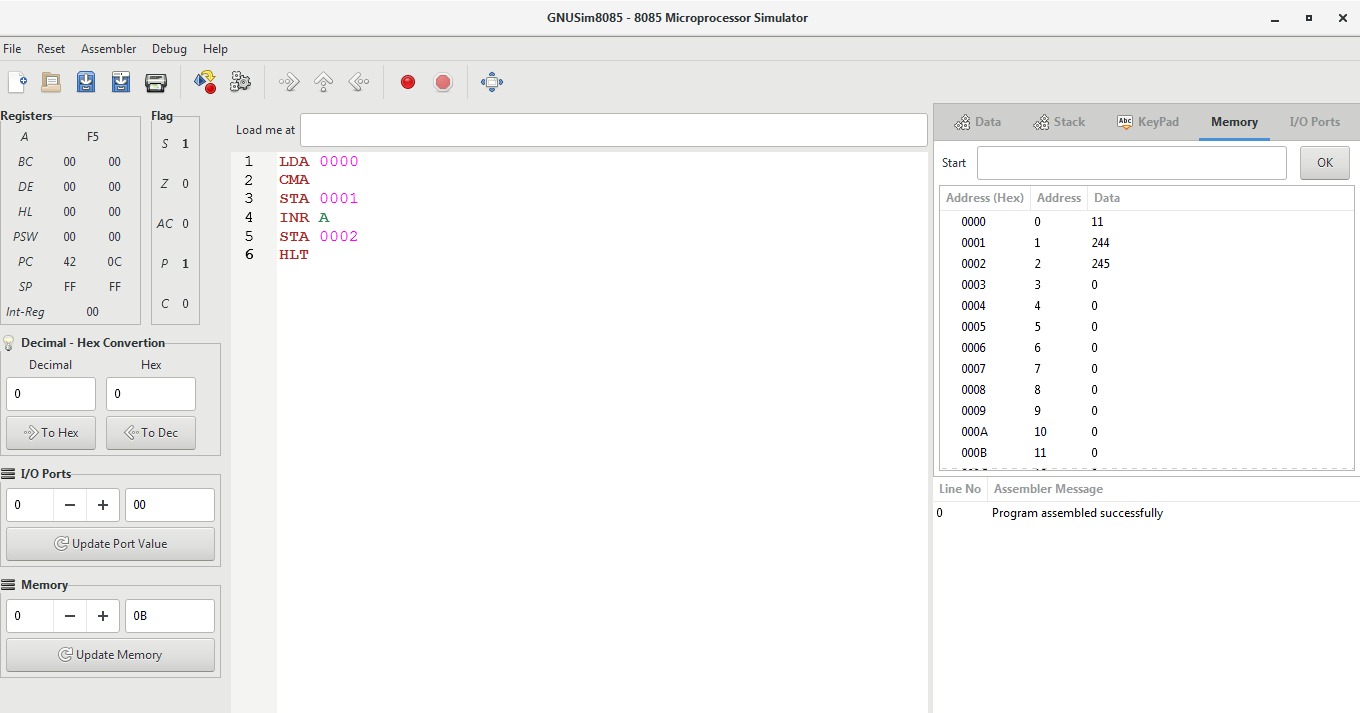 GNUSim8085 - 8085 Microprocessor Simulator
File Reset Assembler Debug Help
Registers
A F5
BC 00 00
DE 00 00
HL 00 00
PSW 00 00
PC 42 0C
SP FF FF
Int-Reg 00
Flag
S 1
Z 0
AC 0
P 1
C 0
Decimal - Hex Convertion
Decimal Hex
0 0
To Hex To Dec
I/O Ports
0 − + 00
Update Port Value
Memory
0 − + 0B
Update Memory
Load me at
1 LDA 0000
2 CMA
3 STA 0001
4 INR A
5 STA 0002
6 HLT
Data Stack Abc KeyPad Memory I/O Ports
Start OK
Address (Hex) Address Data
0000 0 11
0001 1 244
0002 2 245
0003 3 0
0004 4 0
0005 5 0
0006 6 0
0007 7 0
0008 8 0
0009 9 0
000A 10 0
000B 11 0
Line No Assembler Message
0 Program assembled successfully